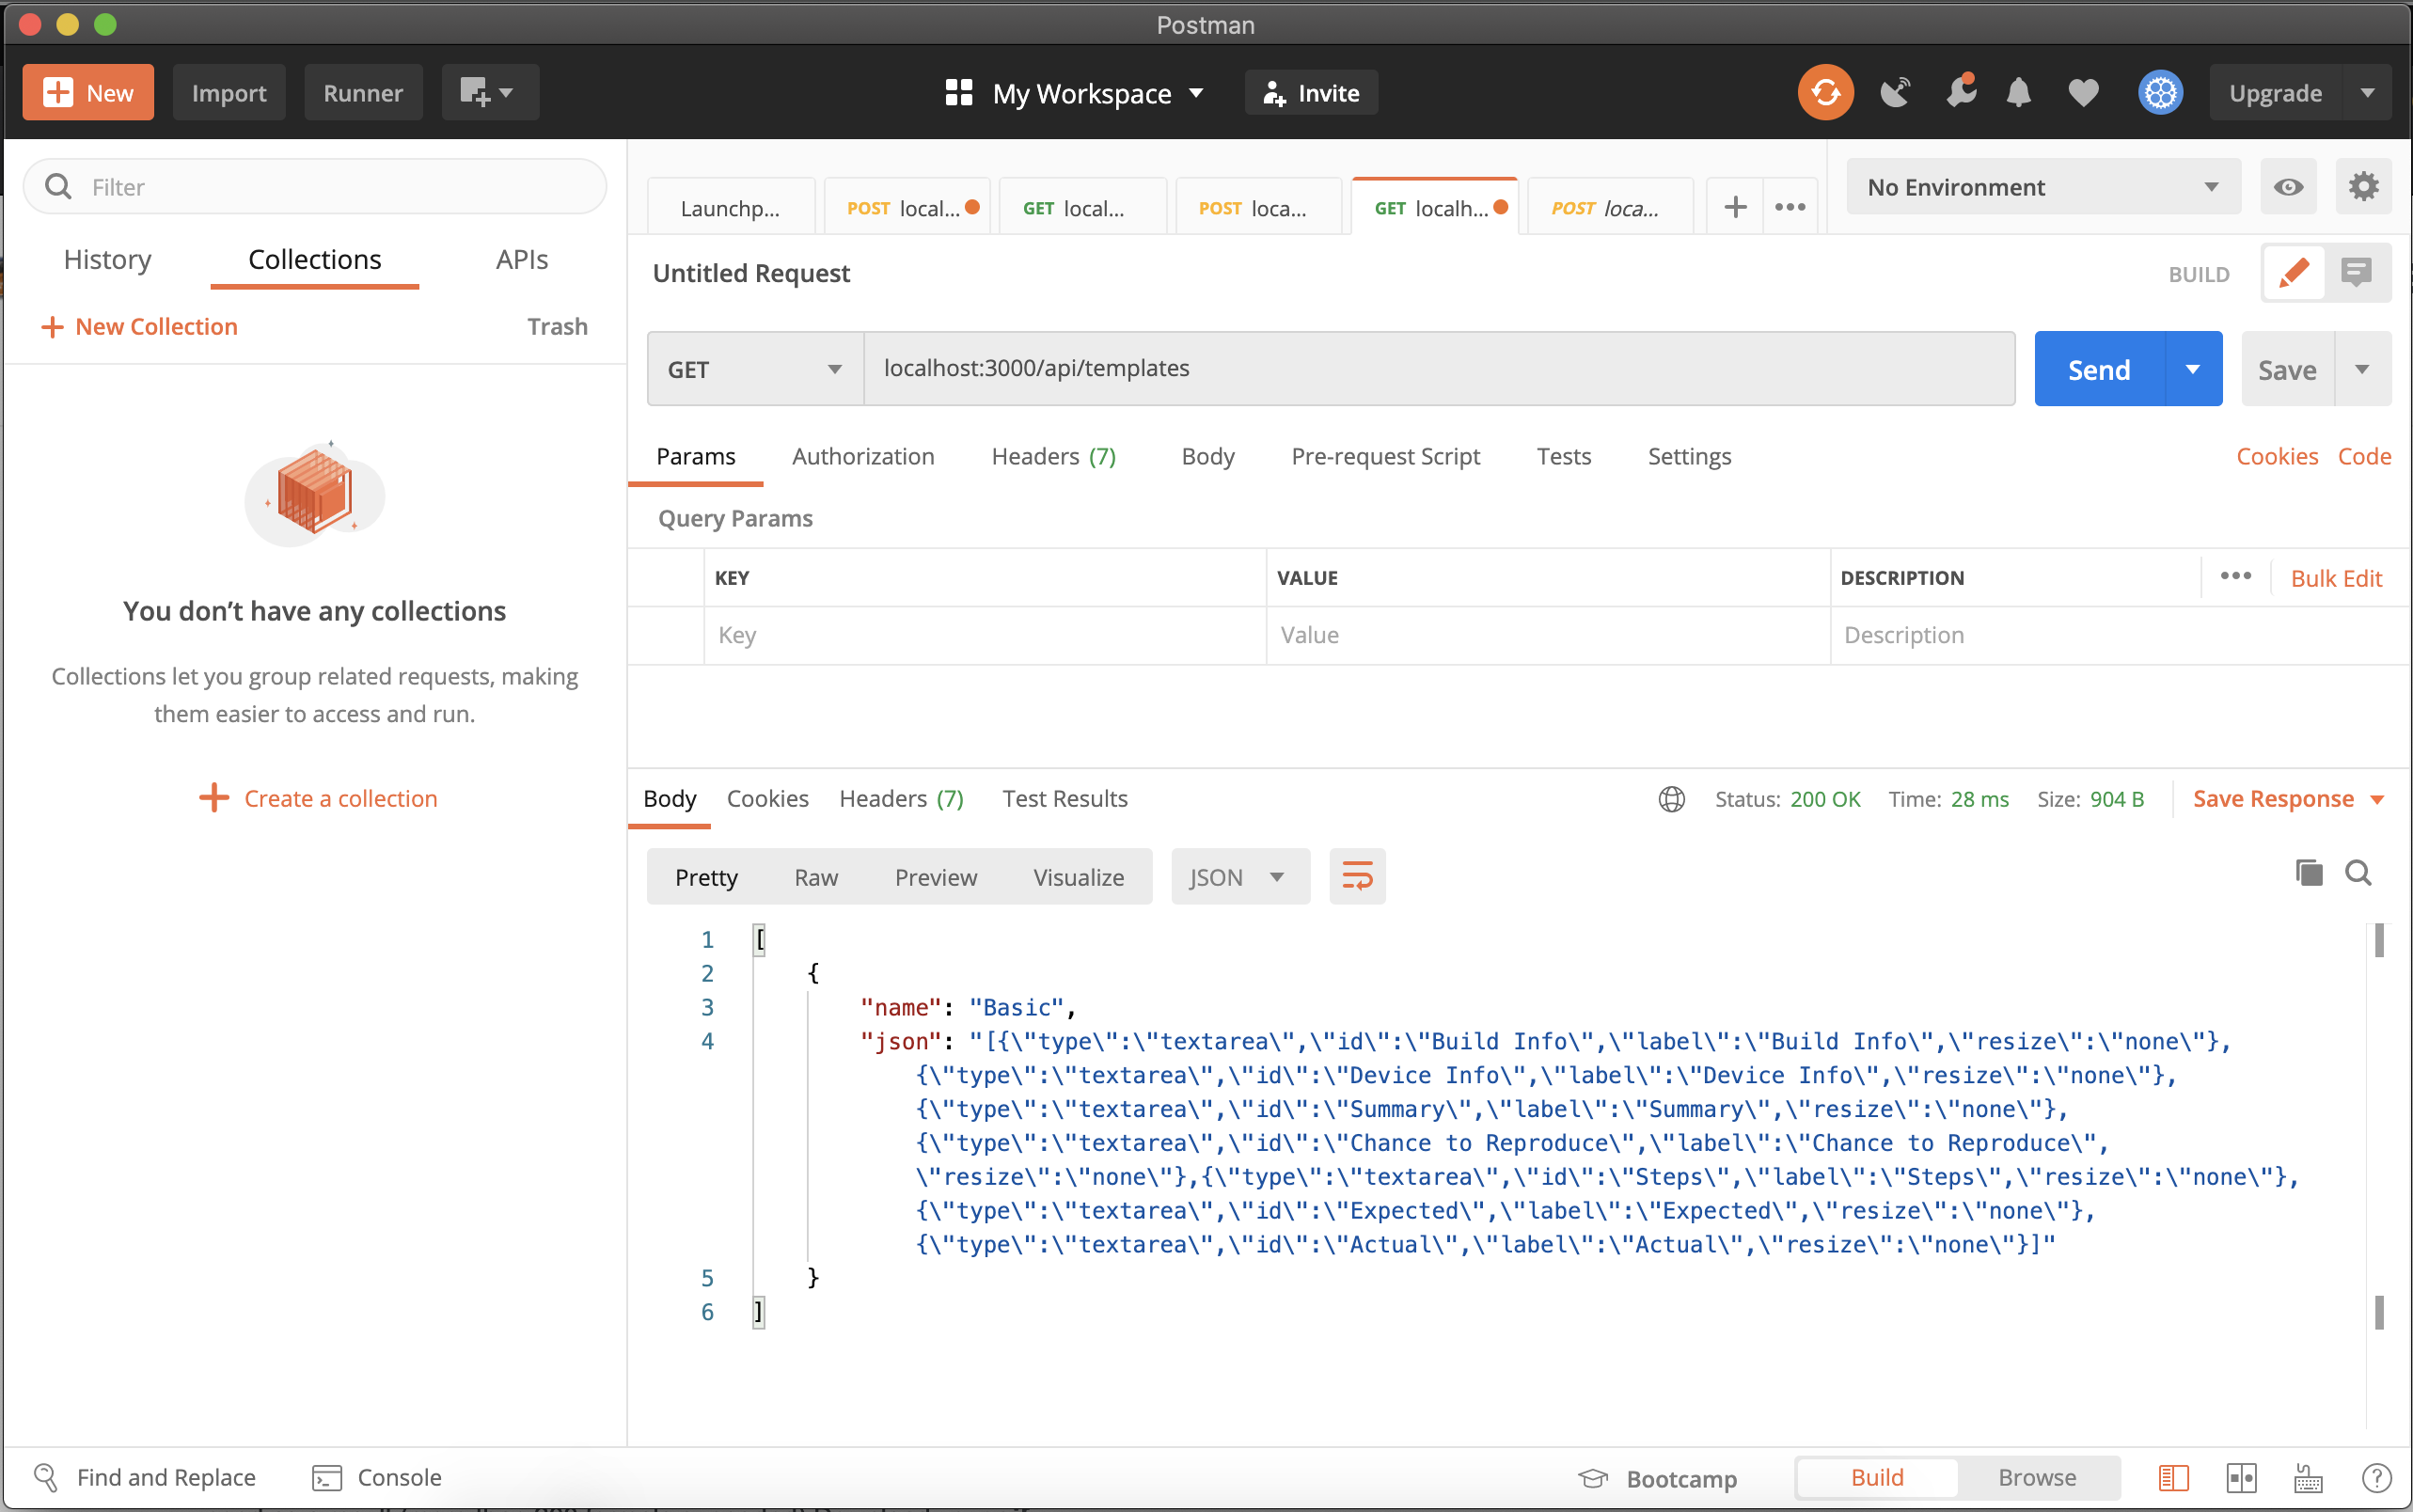 Postman
New
Import
Runner
My Workspace
Invite
Upgrade
Filter
History
Collections
APIs
New Collection
Trash
You don’t have any collections
Collections let you group related requests, making
them easier to access and run.
Create a collection
Launchp...
POST local...
GET local...
POST loca...
GET localh...
POST loca...
No Environment
Untitled Request
BUILD
GET
localhost:3000/api/templates
Send
Save
Params
Authorization
Headers (7)
Body
Pre-request Script
Tests
Settings
Cookies
Code
Query Params
KEY
VALUE
DESCRIPTION
Bulk Edit
Key
Value
Description
Body
Cookies
Headers (7)
Test Results
Status: 200 OK
Time: 28 ms
Size: 904 B
Save Response
Pretty
Raw
Preview
Visualize
JSON
1 [
2 {
3 "name": "Basic",
4 "json": "[{\"type\":\"textarea\",\"id\":\"Build Info\",\"label\":\"Build Info\",\"resize\":\"none\"},
{\"type\":\"textarea\",\"id\":\"Device Info\",\"label\":\"Device Info\",\"resize\":\"none\"},
{\"type\":\"textarea\",\"id\":\"Summary\",\"label\":\"Summary\",\"resize\":\"none\"},
{\"type\":\"textarea\",\"id\":\"Chance to Reproduce\",\"label\":\"Chance to Reproduce\",
\"resize\":\"none\"},{\"type\":\"textarea\",\"id\":\"Steps\",\"label\":\"Steps\",\"resize\":\"none\"},
{\"type\":\"textarea\",\"id\":\"Expected\",\"label\":\"Expected\",\"resize\":\"none\"},
{\"type\":\"textarea\",\"id\":\"Actual\",\"label\":\"Actual\",\"resize\":\"none\"}]"
5 }
6 ]
Find and Replace
Console
Bootcamp
Build
Browse